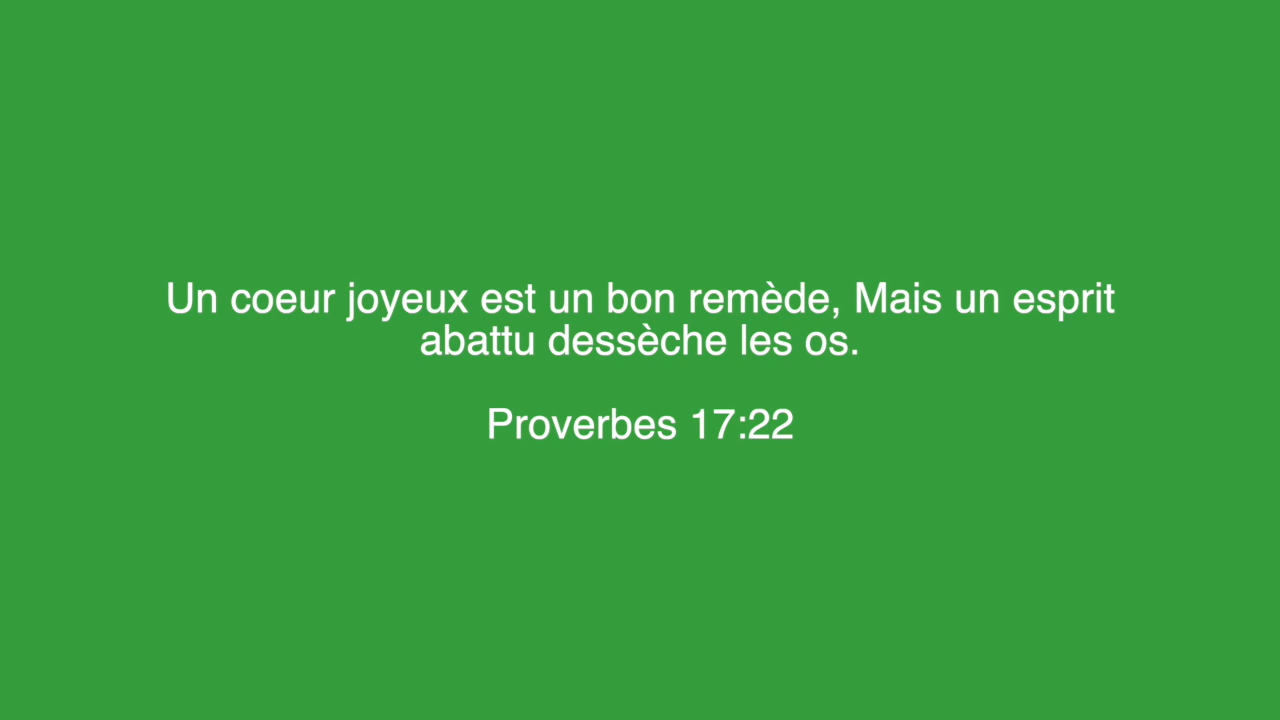 Un coeur joyeux est un bon remède, Mais un esprit
abattu dessèche les os.
Proverbes 17:22